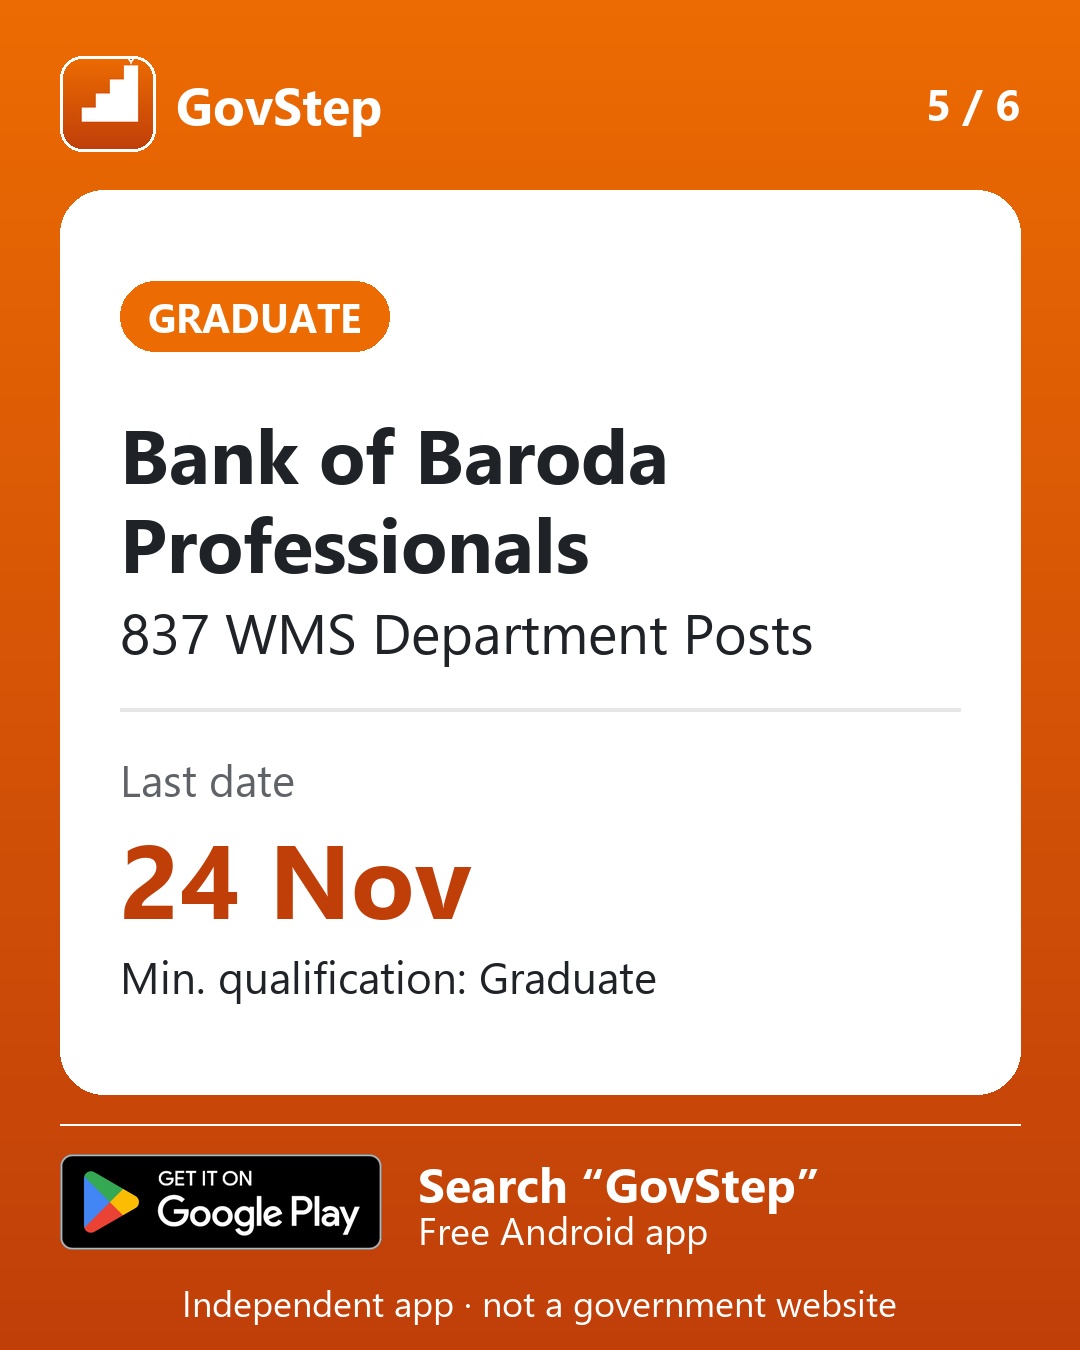 GovStep
5 / 6
GRADUATE
Bank of Baroda
Professionals
837 WMS Department Posts
Last date
24 Nov
Min. qualification: Graduate
GET IT ON
Google Play
Search “GovStep”
Free Android app
Independent app · not a government website